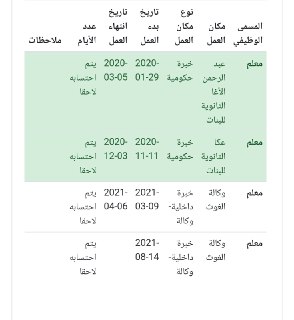 المسمى الوظيفي	مكان العمل	نوع مكان العمل	تاريخ بدء العمل	تاريخ انتهاء العمل	عدد الأيام	ملاحظات
معلم	عبد الرحمن الآغا الثانوية للبنات	خبرة حكومية	2020-01-29	2020-03-05	يتم احتسابه لاحقا
معلم	عكا الثانوية للبنات	خبرة حكومية	2020-11-11	2020-12-03	يتم احتسابه لاحقا
معلم	وكالة الغوث	خبرة داخلية- وكالة	2021-03-09	2021-04-06	يتم احتسابه لاحقا
معلم	وكالة الغوث	خبرة داخلية- وكالة	2021-08-14	يتم احتسابه لاحقا